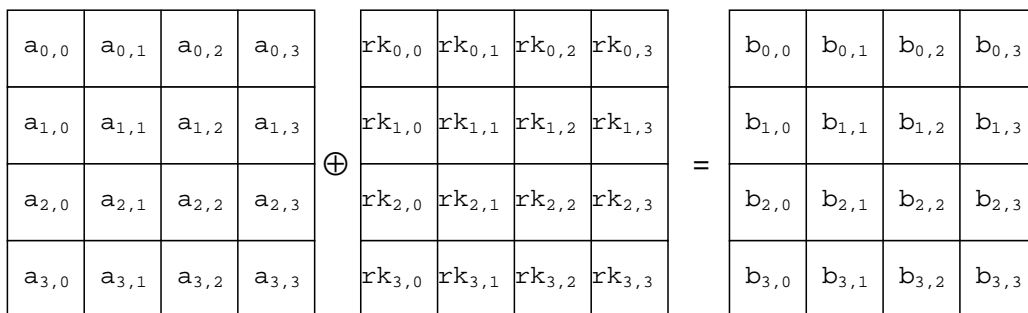 a0,0 a0,1 a0,2 a0,3 rk0,0 rk0,1 rk0,2 rk0,3 b0,0 b0,1 b0,2 b0,3
a1,0 a1,1 a1,2 a1,3 rk1,0 rk1,1 rk1,2 rk1,3 b1,0 b1,1 b1,2 b1,3
⊕ =
a2,0 a2,1 a2,2 a2,3 rk2,0 rk2,1 rk2,2 rk2,3 b2,0 b2,1 b2,2 b2,3
a3,0 a3,1 a3,2 a3,3 rk3,0 rk3,1 rk3,2 rk3,3 b3,0 b3,1 b3,2 b3,3